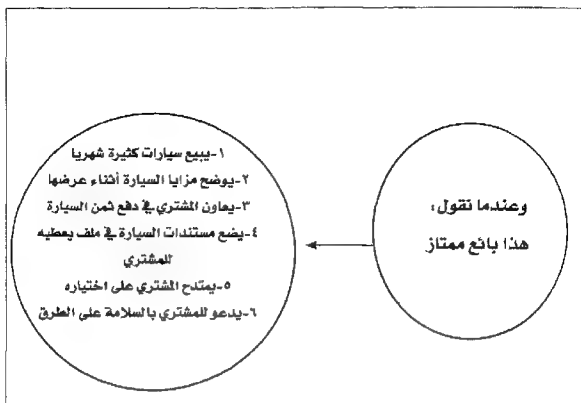 وعندما نقول:
هذا بائع ممتاز
١-يبيع سيارات كثيرة شهريا
٢-يوضح مزايا السيارة أثناء عرضها
٣-يعاون المشتري في دفع ثمن السيارة
٤-يضع مستندات السيارة في ملف يعطيه
للمشتري
٥-يمتدح المشتري على اختياره
٦-يدعو للمشتري بالسلامة على الطرق